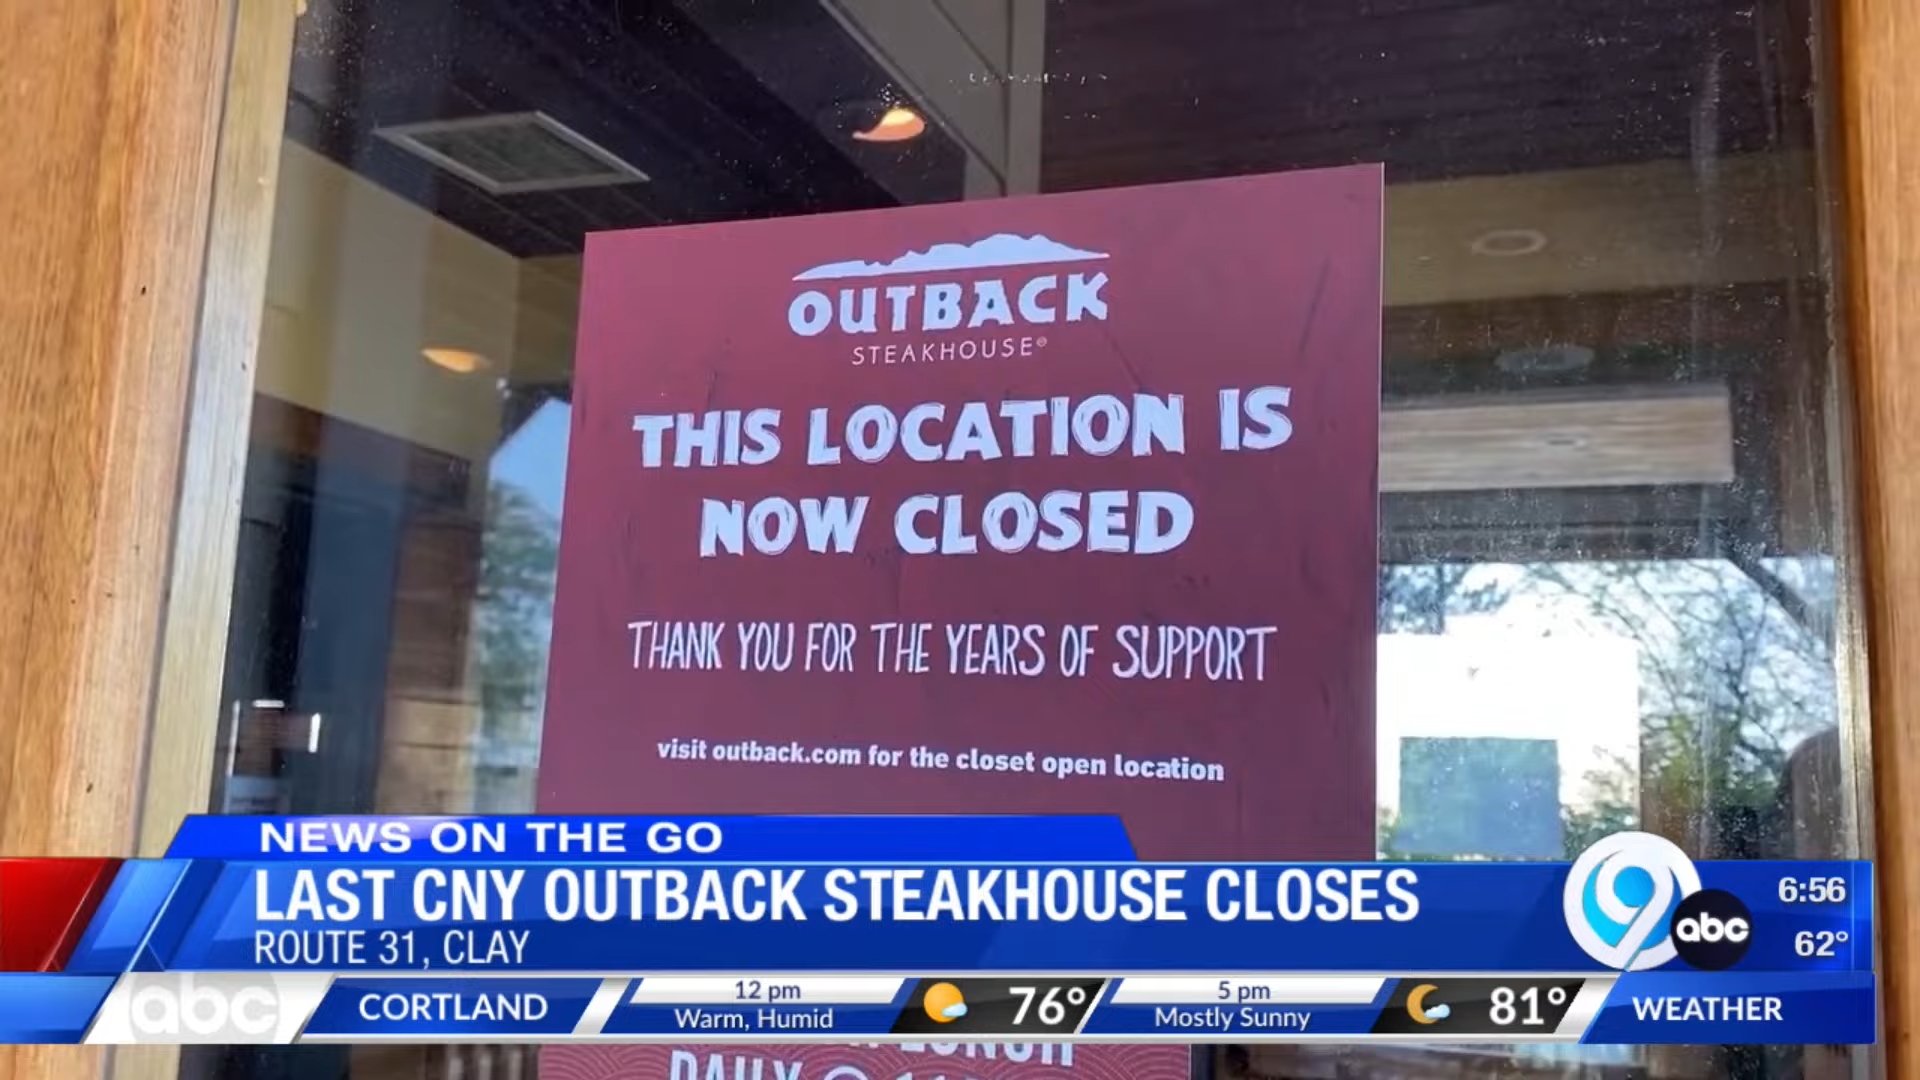 OUTBACK
STEAKHOUSE®
THIS LOCATION IS
NOW CLOSED
THANK YOU FOR THE YEARS OF SUPPORT
visit outback.com for the closet open location
NEWS ON THE GO
LAST CNY OUTBACK STEAKHOUSE CLOSES
ROUTE 31, CLAY
9
abc
6:56
62°
abc
CORTLAND
12 pm
Warm, Humid
76°
5 pm
Mostly Sunny
81°
WEATHER
LUNCH
DAILY @